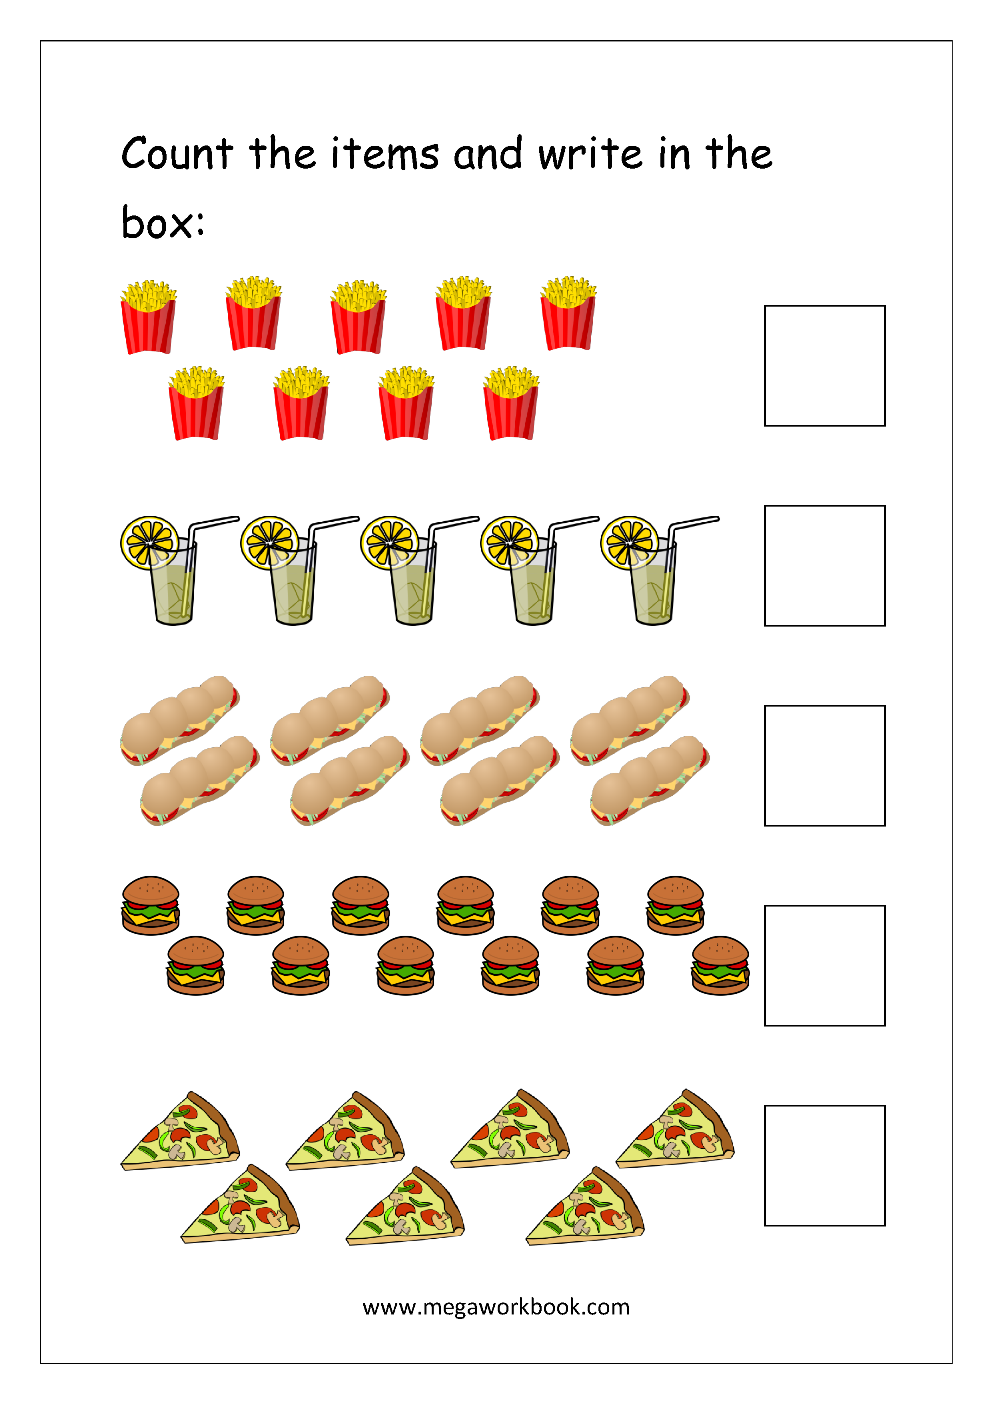 Count the items and write in the
box:
www.megaworkbook.com